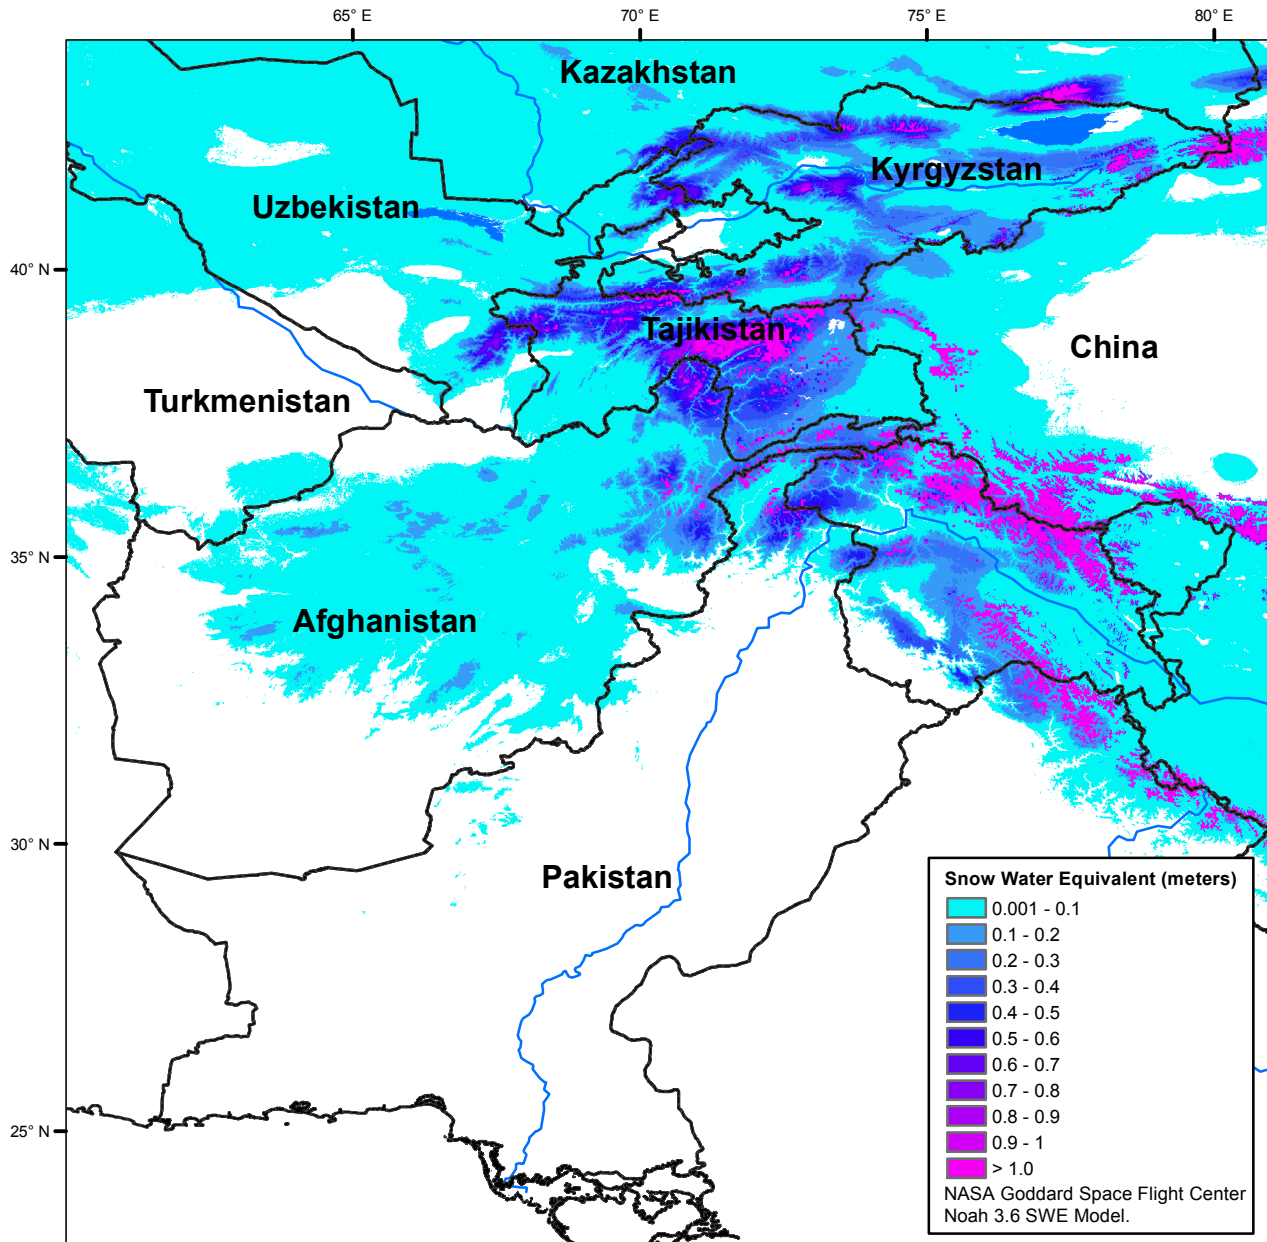 65° E
70° E
75° E
80° E
Kazakhstan
Kyrgyzstan
Uzbekistan
40° N
Tajikistan
China
Turkmenistan
35° N
Afghanistan
30° N
Pakistan
25° N
Snow Water Equivalent (meters)
0.001 - 0.1
0.1 - 0.2
0.2 - 0.3
0.3 - 0.4
0.4 - 0.5
0.5 - 0.6
0.6 - 0.7
0.7 - 0.8
0.8 - 0.9
0.9 - 1
> 1.0
NASA Goddard Space Flight Center
Noah 3.6 SWE Model.